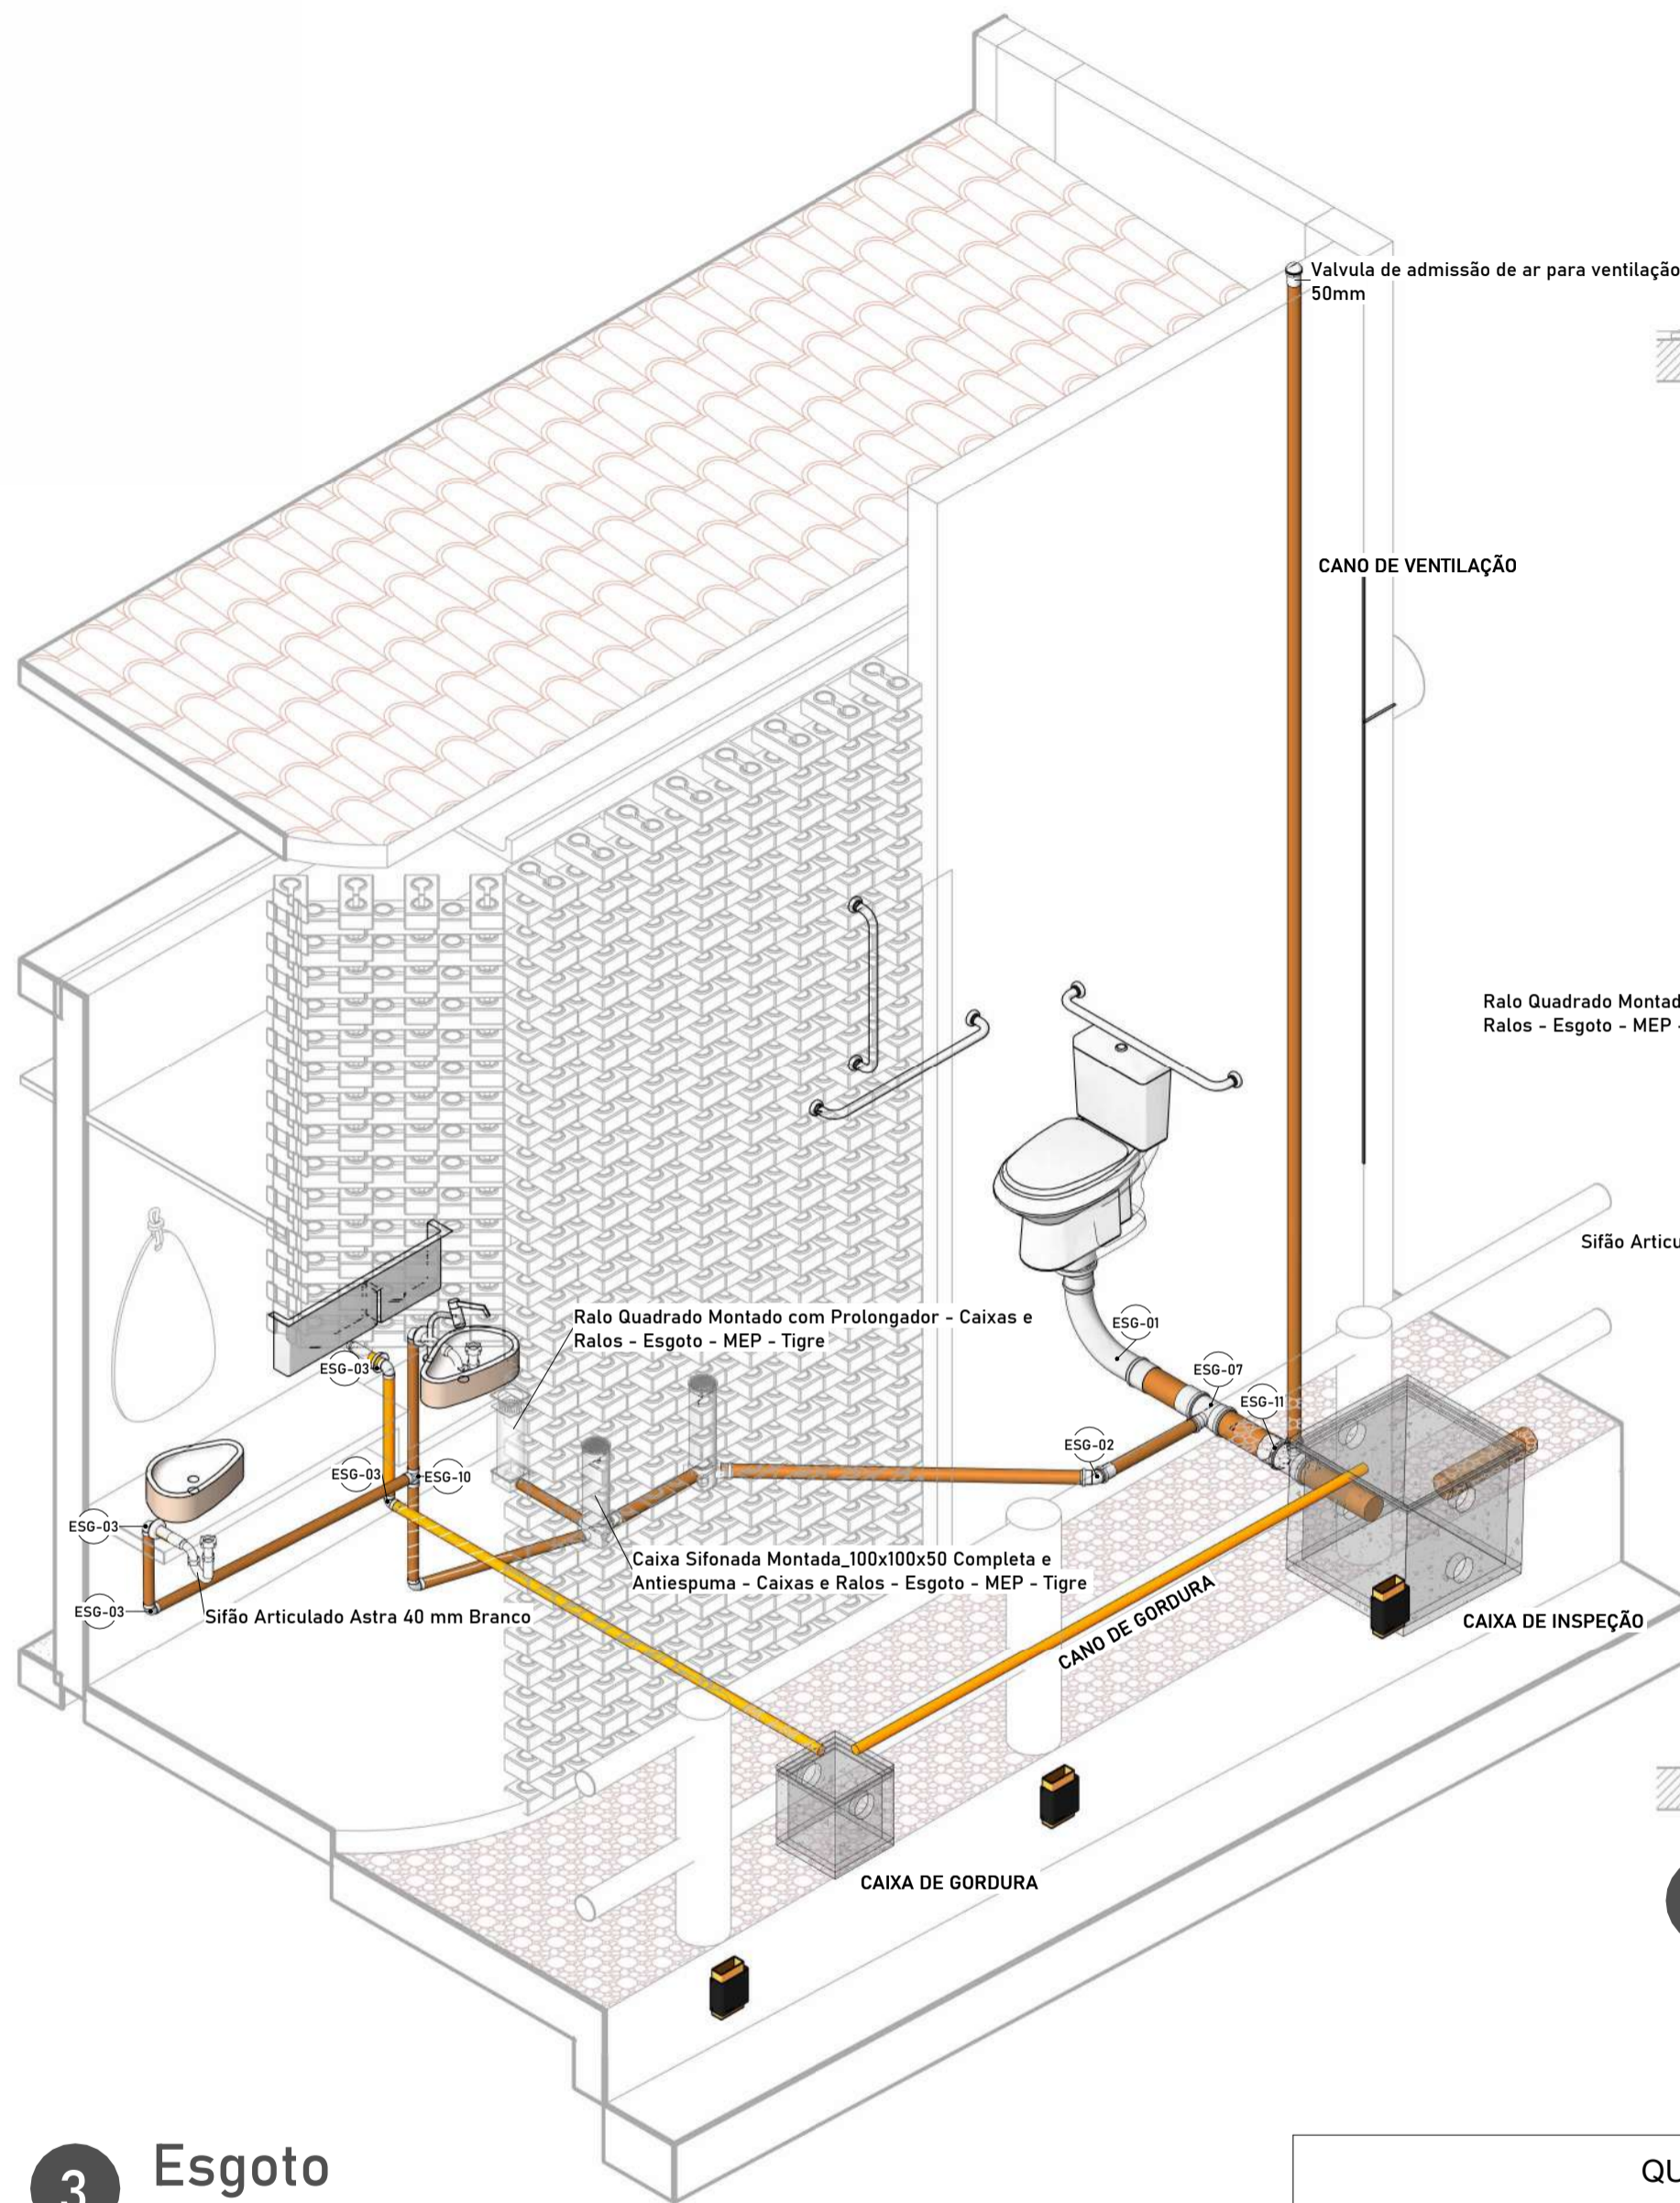 Valvula de admissão de ar para ventilação
50mm
CANO DE VENTILAÇÃO
Ralo Quadrado Montad
Ralos - Esgoto - MEP -
Sifão Articu
Ralo Quadrado Montado com Prolongador - Caixas e
Ralos - Esgoto - MEP - Tigre
ESG-01
ESG-03
ESG-07
ESG-11
ESG-02
ESG-03
ESG-10
ESG-03
Caixa Sifonada Montada_100x100x50 Completa e
Antiespuma - Caixas e Ralos - Esgoto - MEP - Tigre
ESG-03
Sifão Articulado Astra 40 mm Branco
CANO DE GORDURA
CAIXA DE INSPEÇÃO
CAIXA DE GORDURA
3
Esgoto
QU